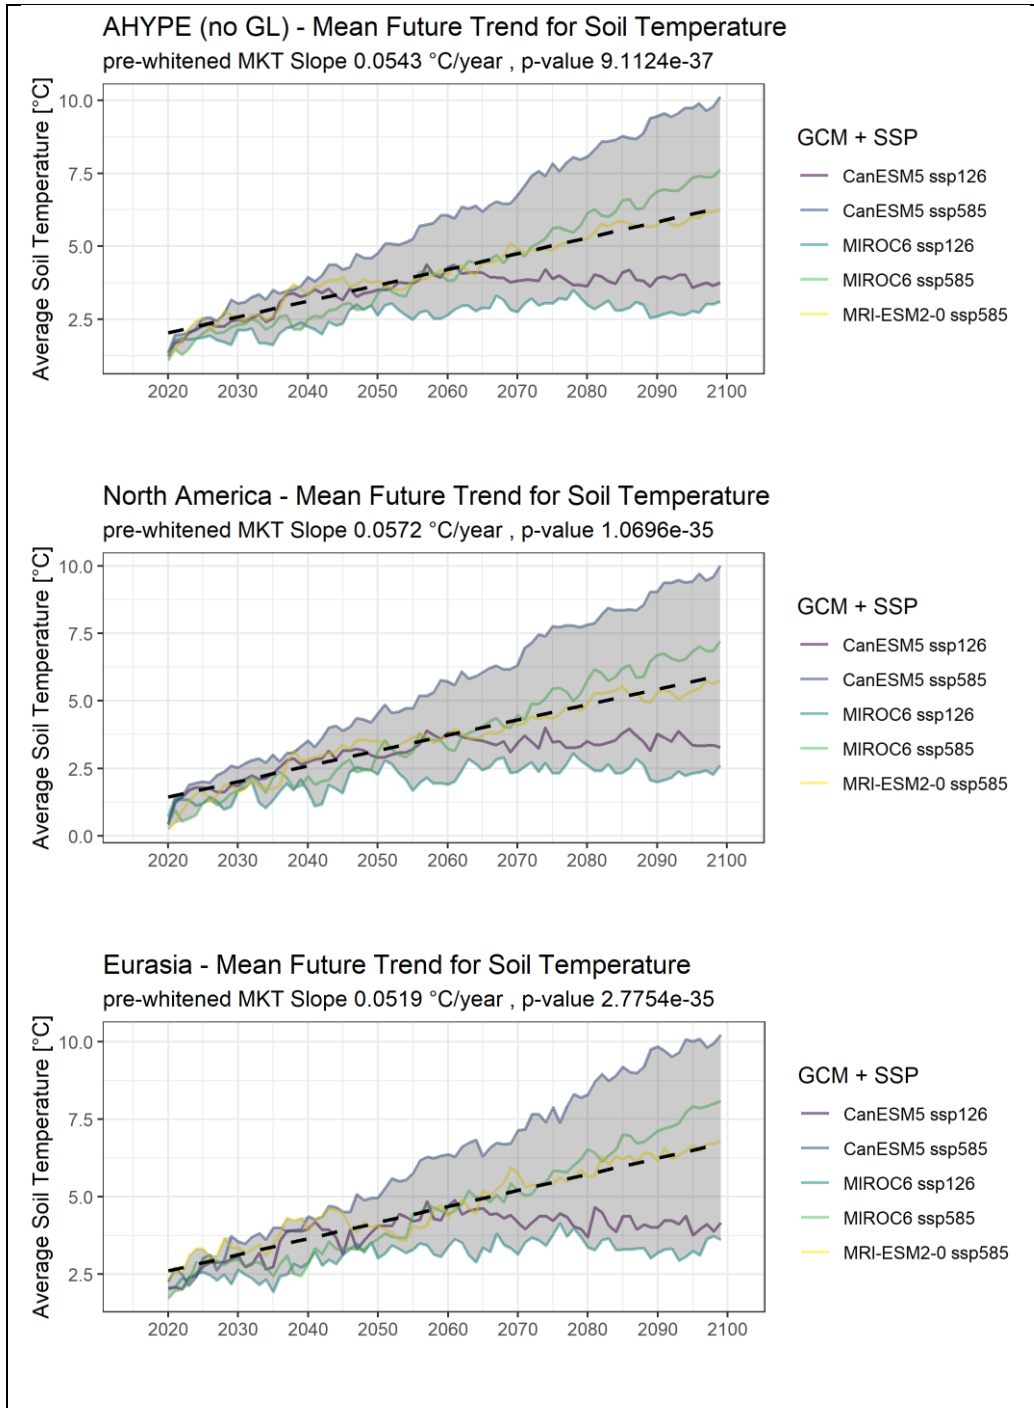 AHYPE (no GL) - Mean Future Trend for Soil Temperature
pre-whitened MKT Slope 0.0543 °C/year , p-value 9.1124e-37
Average Soil Temperature [°C]
10.0
7.5
5.0
2.5
2020 2030 2040 2050 2060 2070 2080 2090 2100
GCM + SSP
CanESM5 ssp126
CanESM5 ssp585
MIROC6 ssp126
MIROC6 ssp585
MRI-ESM2-0 ssp585
North America - Mean Future Trend for Soil Temperature
pre-whitened MKT Slope 0.0572 °C/year , p-value 1.0696e-35
Average Soil Temperature [°C]
10.0
7.5
5.0
2.5
0.0
2020 2030 2040 2050 2060 2070 2080 2090 2100
GCM + SSP
CanESM5 ssp126
CanESM5 ssp585
MIROC6 ssp126
MIROC6 ssp585
MRI-ESM2-0 ssp585
Eurasia - Mean Future Trend for Soil Temperature
pre-whitened MKT Slope 0.0519 °C/year , p-value 2.7754e-35
Average Soil Temperature [°C]
10.0
7.5
5.0
2.5
2020 2030 2040 2050 2060 2070 2080 2090 2100
GCM + SSP
CanESM5 ssp126
CanESM5 ssp585
MIROC6 ssp126
MIROC6 ssp585
MRI-ESM2-0 ssp585